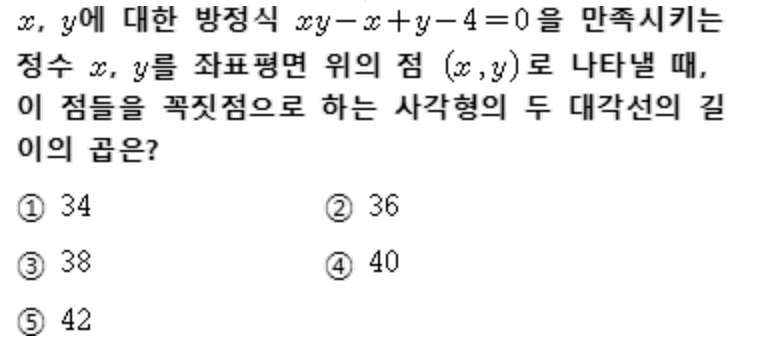 x, y에 대한 방정식 xy-x+y-4=0을 만족시키는
정수 x, y를 좌표평면 위의 점 (x,y)로 나타낼 때,
이 점들을 꼭짓점으로 하는 사각형의 두 대각선의 길
이의 곱은?
① 34 ② 36
③ 38 ④ 40
⑤ 42